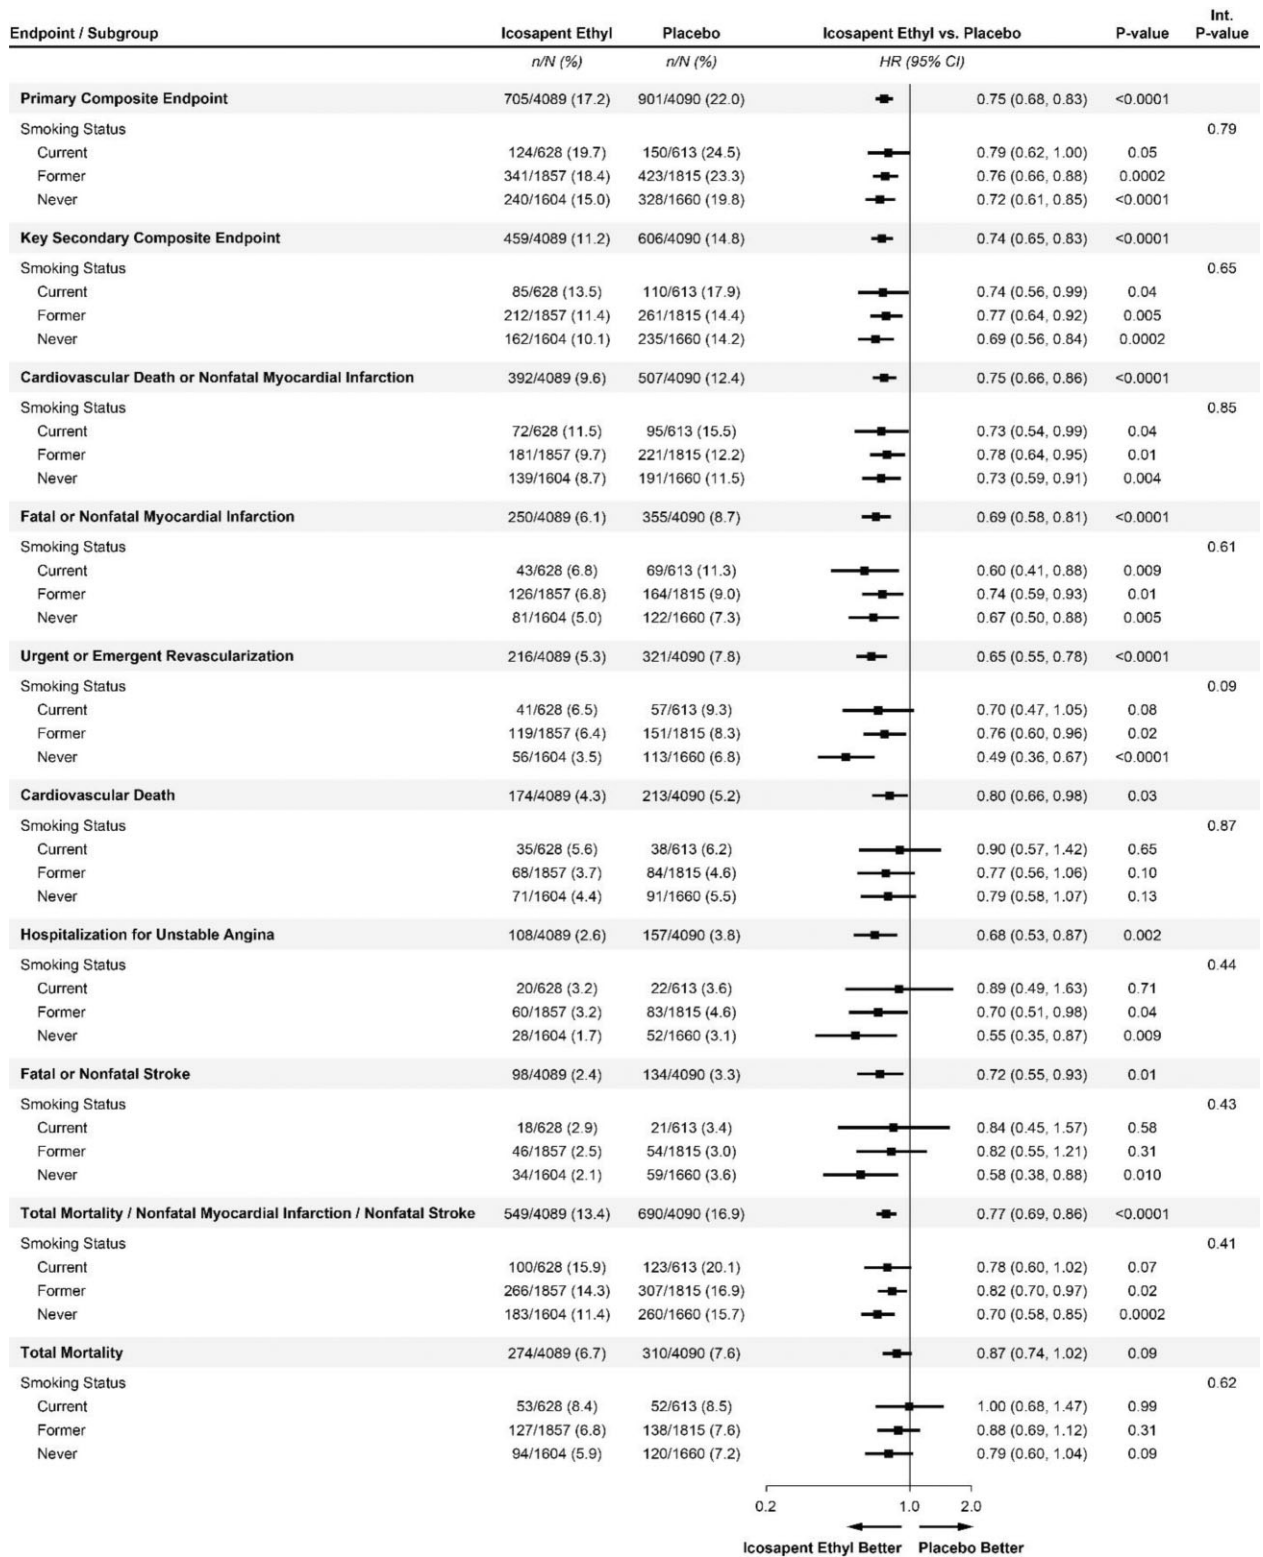 Int.
Endpoint / Subgroup Icosapent Ethyl Placebo Icosapent Ethyl vs. Placebo P-value P-value
n/N (%) n/N (%) HR (95% CI)
Primary Composite Endpoint 705/4089 (17.2) 901/4090 (22.0) 0.75 (0.68, 0.83) <0.0001
Smoking Status 0.79
Current 124/628 (19.7) 150/613 (24.5) 0.79 (0.62, 1.00) 0.05
Former 341/1857 (18.4) 423/1815 (23.3) 0.76 (0.66, 0.88) 0.0002
Never 240/1604 (15.0) 328/1660 (19.8) 0.72 (0.61, 0.85) <0.0001
Key Secondary Composite Endpoint 459/4089 (11.2) 606/4090 (14.8) 0.74 (0.65, 0.83) <0.0001
Smoking Status 0.65
Current 85/628 (13.5) 110/613 (17.9) 0.74 (0.56, 0.99) 0.04
Former 212/1857 (11.4) 261/1815 (14.4) 0.77 (0.64, 0.92) 0.005
Never 162/1604 (10.1) 235/1660 (14.2) 0.69 (0.56, 0.84) 0.0002
Cardiovascular Death or Nonfatal Myocardial Infarction 392/4089 (9.6) 507/4090 (12.4) 0.75 (0.66, 0.86) <0.0001
Smoking Status 0.85
Current 72/628 (11.5) 95/613 (15.5) 0.73 (0.54, 0.99) 0.04
Former 181/1857 (9.7) 221/1815 (12.2) 0.78 (0.64, 0.95) 0.01
Never 139/1604 (8.7) 191/1660 (11.5) 0.73 (0.59, 0.91) 0.004
Fatal or Nonfatal Myocardial Infarction 250/4089 (6.1) 355/4090 (8.7) 0.69 (0.58, 0.81) <0.0001
Smoking Status 0.61
Current 43/628 (6.8) 69/613 (11.3) 0.60 (0.41, 0.88) 0.009
Former 126/1857 (6.8) 164/1815 (9.0) 0.74 (0.59, 0.93) 0.01
Never 81/1604 (5.0) 122/1660 (7.3) 0.67 (0.50, 0.88) 0.005
Urgent or Emergent Revascularization 216/4089 (5.3) 321/4090 (7.8) 0.65 (0.55, 0.78) <0.0001
Smoking Status 0.09
Current 41/628 (6.5) 57/613 (9.3) 0.70 (0.47, 1.05) 0.08
Former 119/1857 (6.4) 151/1815 (8.3) 0.76 (0.60, 0.96) 0.02
Never 56/1604 (3.5) 113/1660 (6.8) 0.49 (0.36, 0.67) <0.0001
Cardiovascular Death 174/4089 (4.3) 213/4090 (5.2) 0.80 (0.66, 0.98) 0.03
Smoking Status 0.87
Current 35/628 (5.6) 38/613 (6.2) 0.90 (0.57, 1.42) 0.65
Former 68/1857 (3.7) 84/1815 (4.6) 0.77 (0.56, 1.06) 0.10
Never 71/1604 (4.4) 91/1660 (5.5) 0.79 (0.58, 1.07) 0.13
Hospitalization for Unstable Angina 108/4089 (2.6) 157/4090 (3.8) 0.68 (0.53, 0.87) 0.002
Smoking Status 0.44
Current 20/628 (3.2) 22/613 (3.6) 0.89 (0.49, 1.63) 0.71
Former 60/1857 (3.2) 83/1815 (4.6) 0.70 (0.51, 0.98) 0.04
Never 28/1604 (1.7) 52/1660 (3.1) 0.55 (0.35, 0.87) 0.009
Fatal or Nonfatal Stroke 98/4089 (2.4) 134/4090 (3.3) 0.72 (0.55, 0.93) 0.01
Smoking Status 0.43
Current 18/628 (2.9) 21/613 (3.4) 0.84 (0.45, 1.57) 0.58
Former 46/1857 (2.5) 54/1815 (3.0) 0.82 (0.55, 1.21) 0.31
Never 34/1604 (2.1) 59/1660 (3.6) 0.58 (0.38, 0.88) 0.010
Total Mortality / Nonfatal Myocardial Infarction / Nonfatal Stroke 549/4089 (13.4) 690/4090 (16.9) 0.77 (0.69, 0.86) <0.0001
Smoking Status 0.41
Current 100/628 (15.9) 123/613 (20.1) 0.78 (0.60, 1.02) 0.07
Former 266/1857 (14.3) 307/1815 (16.9) 0.82 (0.70, 0.97) 0.02
Never 183/1604 (11.4) 260/1660 (15.7) 0.70 (0.58, 0.85) 0.0002
Total Mortality 274/4089 (6.7) 310/4090 (7.6) 0.87 (0.74, 1.02) 0.09
Smoking Status 0.62
Current 53/628 (8.4) 52/613 (8.5) 1.00 (0.68, 1.47) 0.99
Former 127/1857 (6.8) 138/1815 (7.6) 0.88 (0.69, 1.12) 0.31
Never 94/1604 (5.9) 120/1660 (7.2) 0.79 (0.60, 1.04) 0.09
0.2 1.0 2.0
Icosapent Ethyl Better Placebo Better